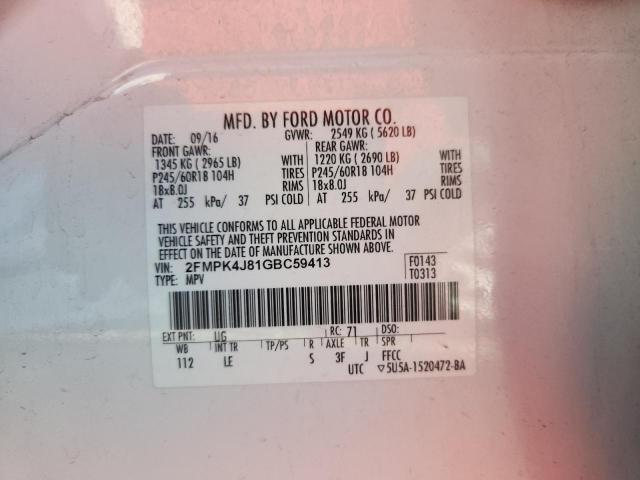 MFD. BY FORD MOTOR CO.
DATE: 09/16 GVWR: 2549 KG ( 5620 LB)
FRONT GAWR: REAR GAWR:
1345 KG ( 2965 LB) WITH 1220 KG ( 2690 LB) WITH
P245/60R18 104H TIRES P245/60R18 104H TIRES
18x8.0J RIMS 18x8.0J RIMS
AT 255 kPa/ 37 PSI COLD AT 255 kPa/ 37 PSI COLD
THIS VEHICLE CONFORMS TO ALL APPLICABLE FEDERAL MOTOR
VEHICLE SAFETY AND THEFT PREVENTION STANDARDS IN
EFFECT ON THE DATE OF MANUFACTURE SHOWN ABOVE.
VIN: 2FMPK4J81GBC59413 F0143
TYPE: MPV T0313
EXT PNT: UG RC: 71 DSO:
WB INT TR TP/PS R AXLE TR SPR
112 LE S 3F J FFCC
UTC ▽5U5A-1520472-BA